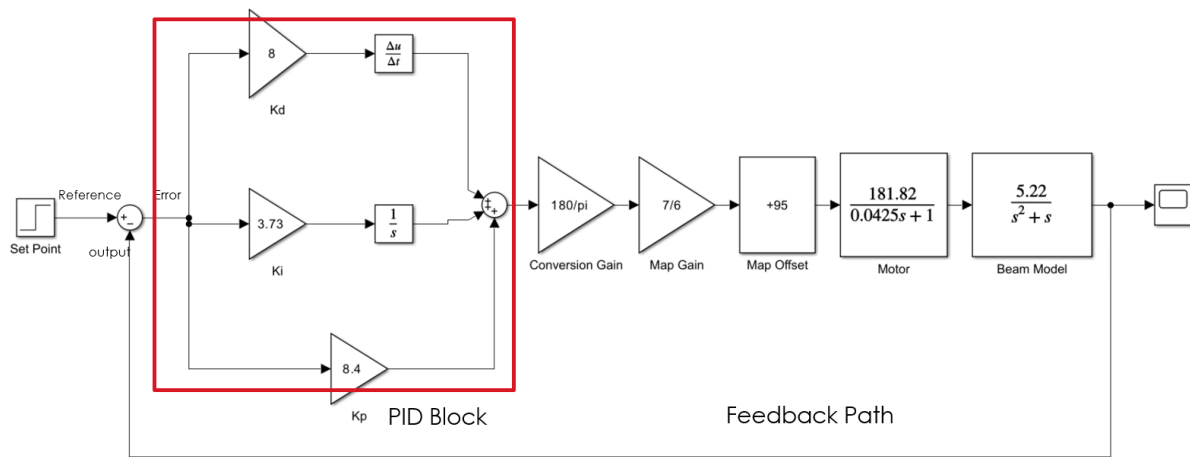 8
Δu
Δt
Kd
Reference
Error
+
−
Set Point
output
3.73
Ki
1
s
+
+
+
180/pi
Conversion Gain
7/6
Map Gain
+95
Map Offset
181.82
0.0425s + 1
Motor
5.22
s² + s
Beam Model
8.4
Kp
PID Block
Feedback Path